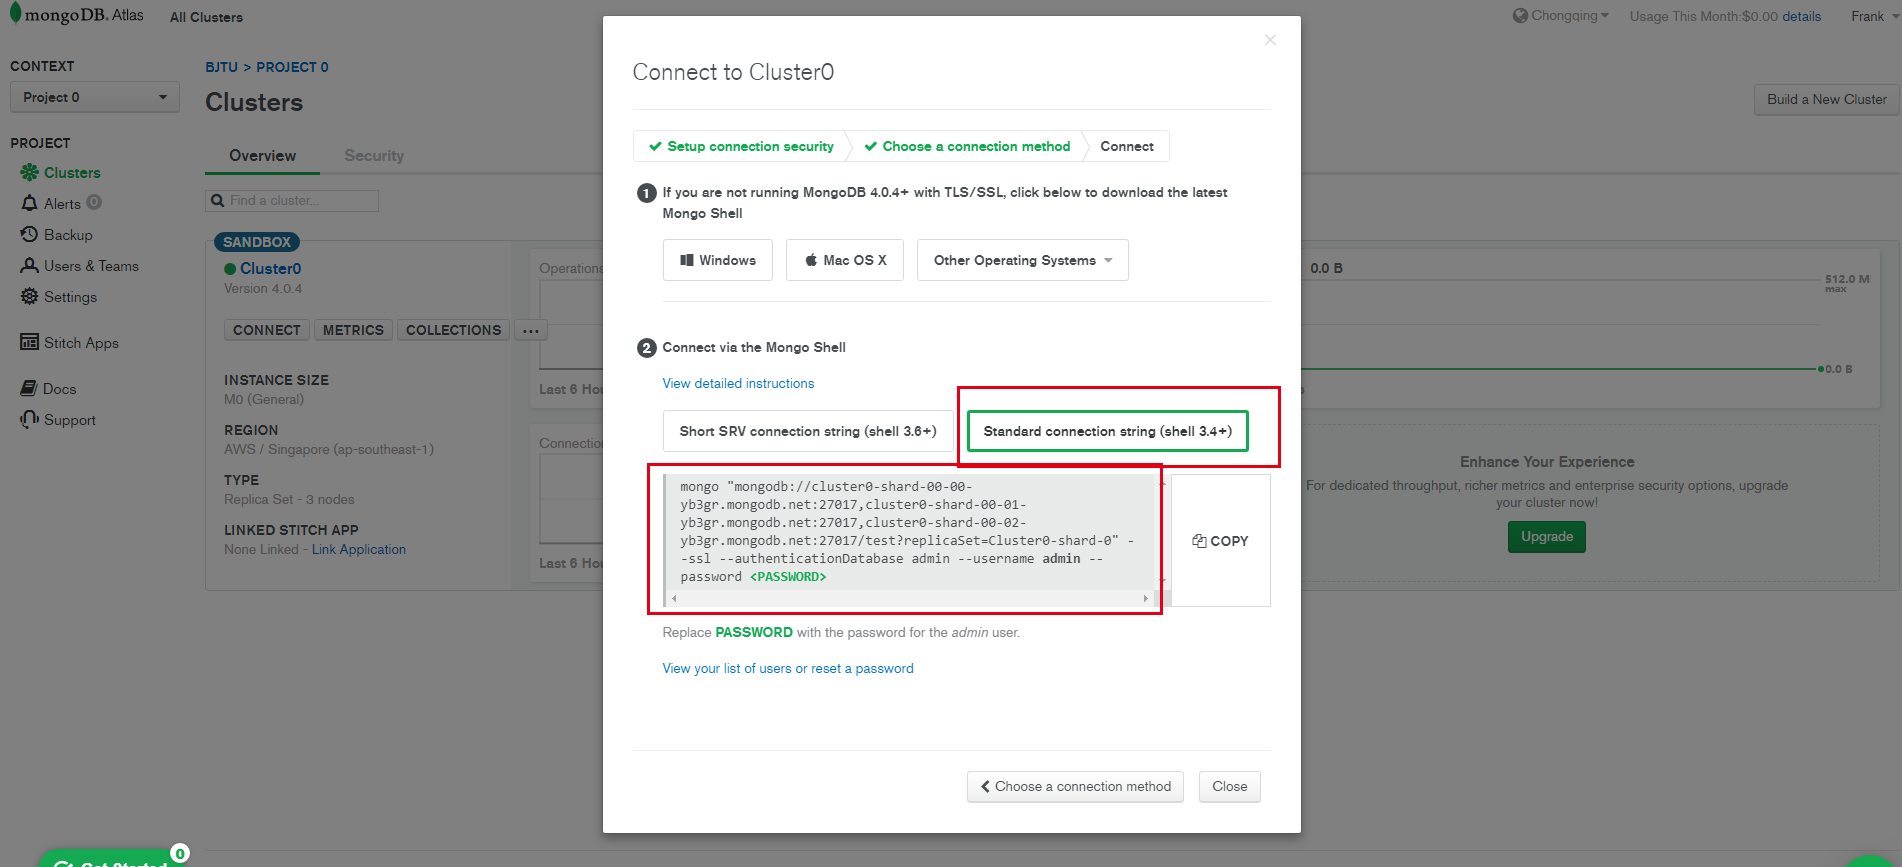 mongoDB. Atlas
All Clusters
Chongqing
Usage This Month:$0.00 details
Frank
CONTEXT
Project 0
PROJECT
Clusters
Alerts 0
Backup
Users & Teams
Settings
Stitch Apps
Docs
Support
Get Started
0
BJTU > PROJECT 0
Clusters
Build a New Cluster
Overview
Security
Find a cluster...
SANDBOX
Cluster0
Version 4.0.4
CONNECT
METRICS
COLLECTIONS
...
INSTANCE SIZE
M0 (General)
REGION
AWS / Singapore (ap-southeast-1)
TYPE
Replica Set - 3 nodes
LINKED STITCH APP
None Linked - Link Application
Operations
Last 6 Hou
Connection
Last 6 Hou
0.0 B
512.0 M
max
0.0 B
Enhance Your Experience
For dedicated throughput, richer metrics and enterprise security options, upgrade
your cluster now!
Upgrade
Connect to Cluster0
Setup connection security
Choose a connection method
Connect
1 If you are not running MongoDB 4.0.4+ with TLS/SSL, click below to download the latest
Mongo Shell
Windows
Mac OS X
Other Operating Systems
2 Connect via the Mongo Shell
View detailed instructions
Short SRV connection string (shell 3.6+)
Standard connection string (shell 3.4+)
mongo "mongodb://cluster0-shard-00-00-
yb3gr.mongodb.net:27017,cluster0-shard-00-01-
yb3gr.mongodb.net:27017,cluster0-shard-00-02-
yb3gr.mongodb.net:27017/test?replicaSet=Cluster0-shard-0" -
-ssl --authenticationDatabase admin --username admin --
password <PASSWORD>
COPY
Replace PASSWORD with the password for the admin user.
View your list of users or reset a password
Choose a connection method
Close